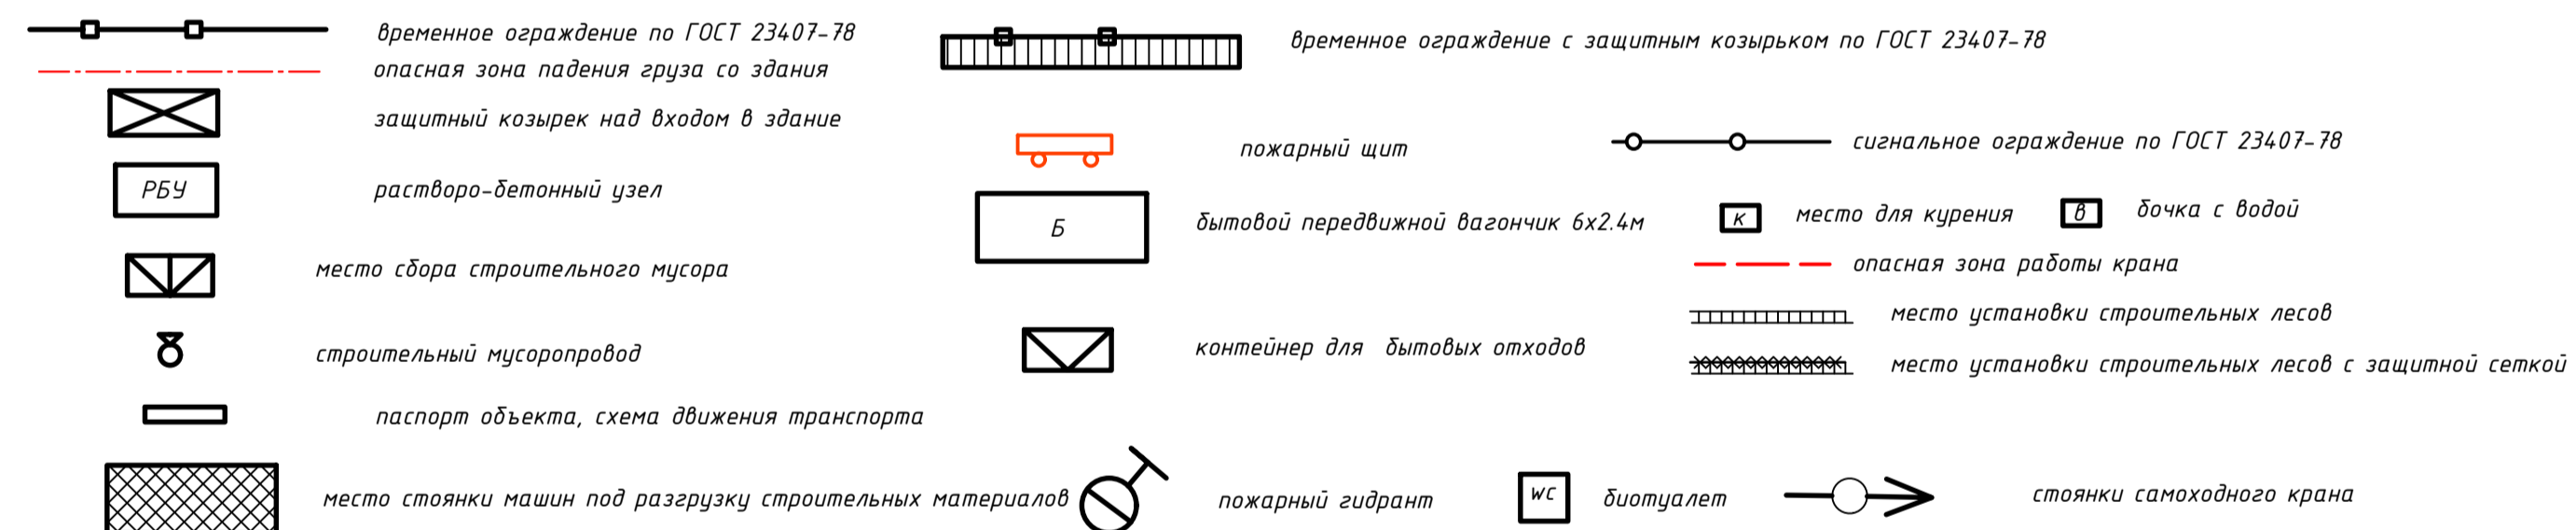 временное ограждение по ГОСТ 23407-78
опасная зона падения груза со здания
защитный козырек над входом в здание
РБУ
растворо-бетонный узел
место сбора строительного мусора
строительный мусоропровод
паспорт объекта, схема движения транспорта
место стоянки машин под разгрузку строительных материалов
временное ограждение с защитным козырьком по ГОСТ 23407-78
пожарный щит
Б
бытовой передвижной вагончик 6х2.4м
контейнер для бытовых отходов
пожарный гидрант
сигнальное ограждение по ГОСТ 23407-78
к
место для курения
в
бочка с водой
опасная зона работы крана
место установки строительных лесов
место установки строительных лесов с защитной сеткой
WC
биотуалет
стоянки самоходного крана